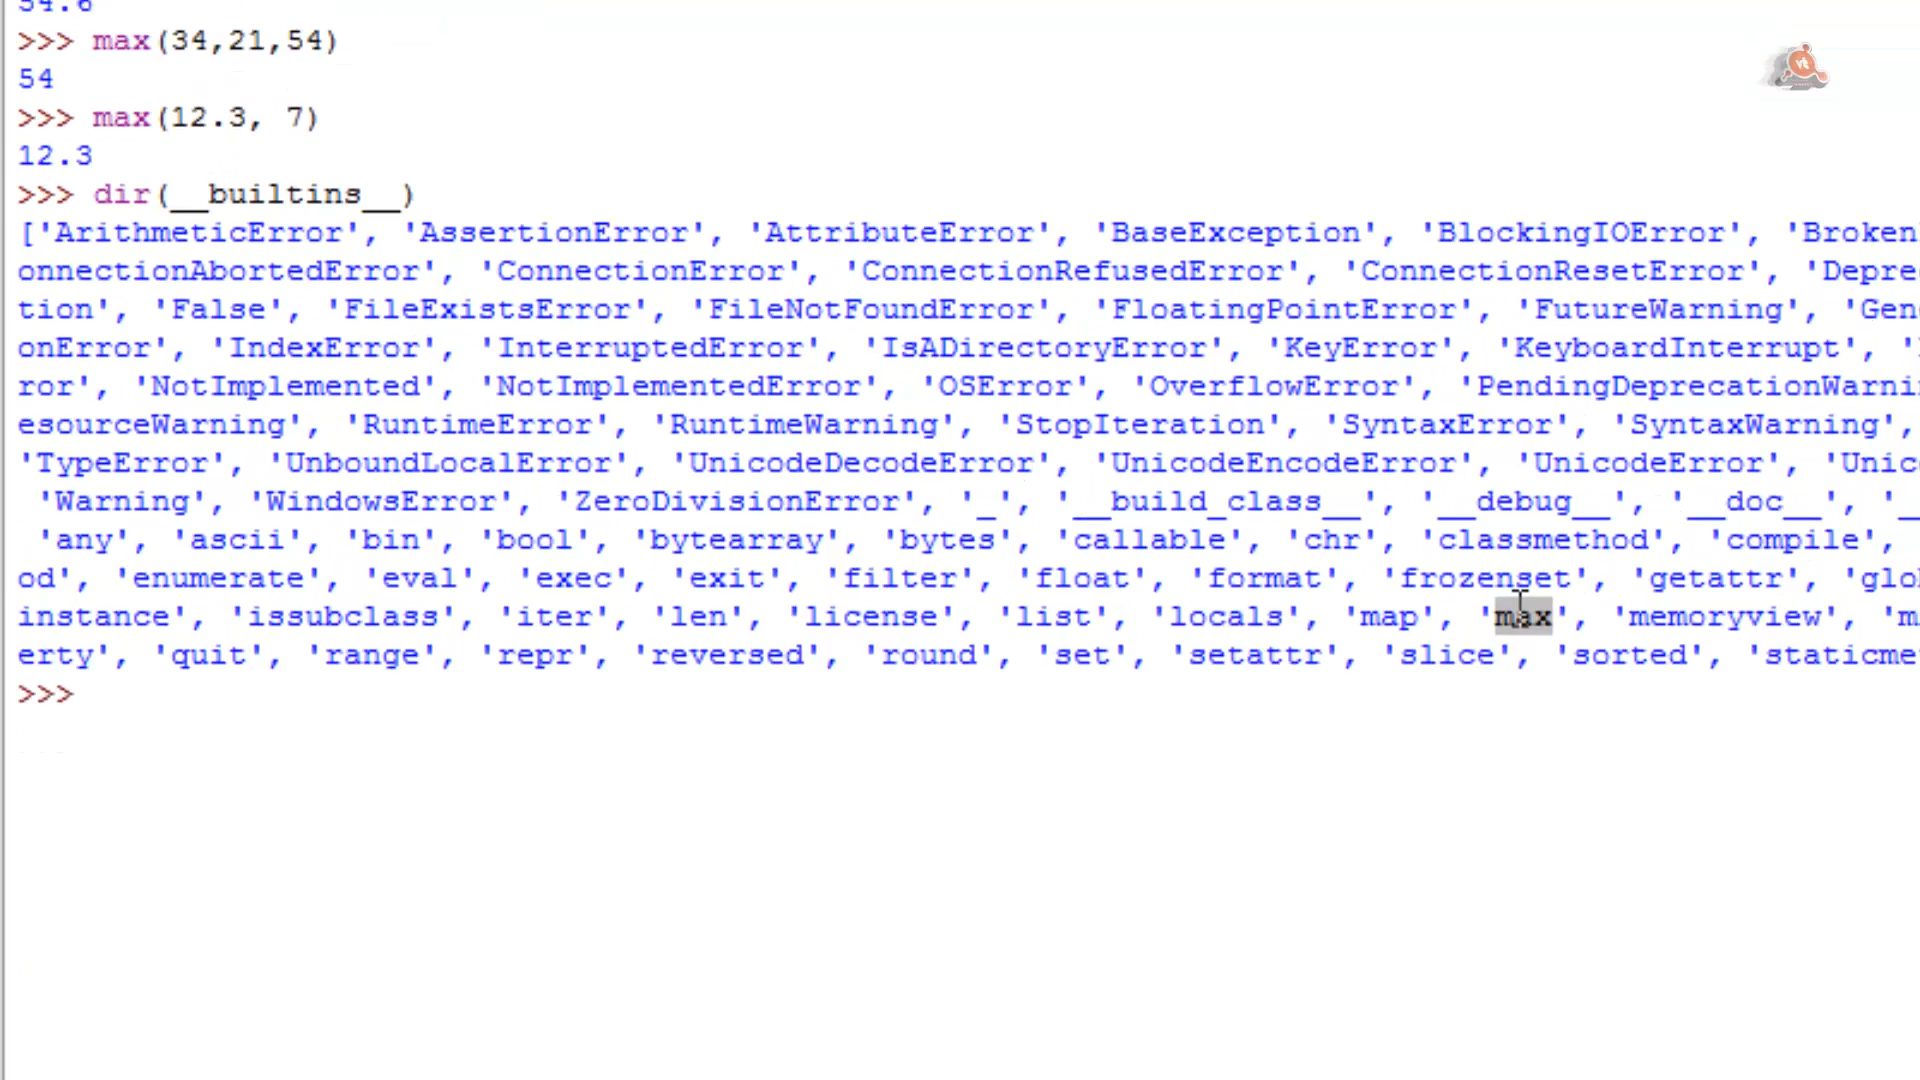 54.6
>>> max(34,21,54)
54
>>> max(12.3, 7)
12.3
>>> dir(__builtins__)
['ArithmeticError', 'AssertionError', 'AttributeError', 'BaseException', 'BlockingIOError', 'Broken
onnectionAbortedError', 'ConnectionError', 'ConnectionRefusedError', 'ConnectionResetError', 'Depre
tion', 'False', 'FileExistsError', 'FileNotFoundError', 'FloatingPointError', 'FutureWarning', 'Gen
onError', 'IndexError', 'InterruptedError', 'IsADirectoryError', 'KeyError', 'KeyboardInterrupt', '
ror', 'NotImplemented', 'NotImplementedError', 'OSError', 'OverflowError', 'PendingDeprecationWarni
esourceWarning', 'RuntimeError', 'RuntimeWarning', 'StopIteration', 'SyntaxError', 'SyntaxWarning',
'TypeError', 'UnboundLocalError', 'UnicodeDecodeError', 'UnicodeEncodeError', 'UnicodeError', 'Unic
'Warning', 'WindowsError', 'ZeroDivisionError', '_', '__build_class__', '__debug__', '__doc__', '_
'any', 'ascii', 'bin', 'bool', 'bytearray', 'bytes', 'callable', 'chr', 'classmethod', 'compile',
od', 'enumerate', 'eval', 'exec', 'exit', 'filter', 'float', 'format', 'frozenset', 'getattr', 'glo
instance', 'issubclass', 'iter', 'len', 'license', 'list', 'locals', 'map', 'max', 'memoryview', 'm
erty', 'quit', 'range', 'repr', 'reversed', 'round', 'set', 'setattr', 'slice', 'sorted', 'staticme
>>>
vt